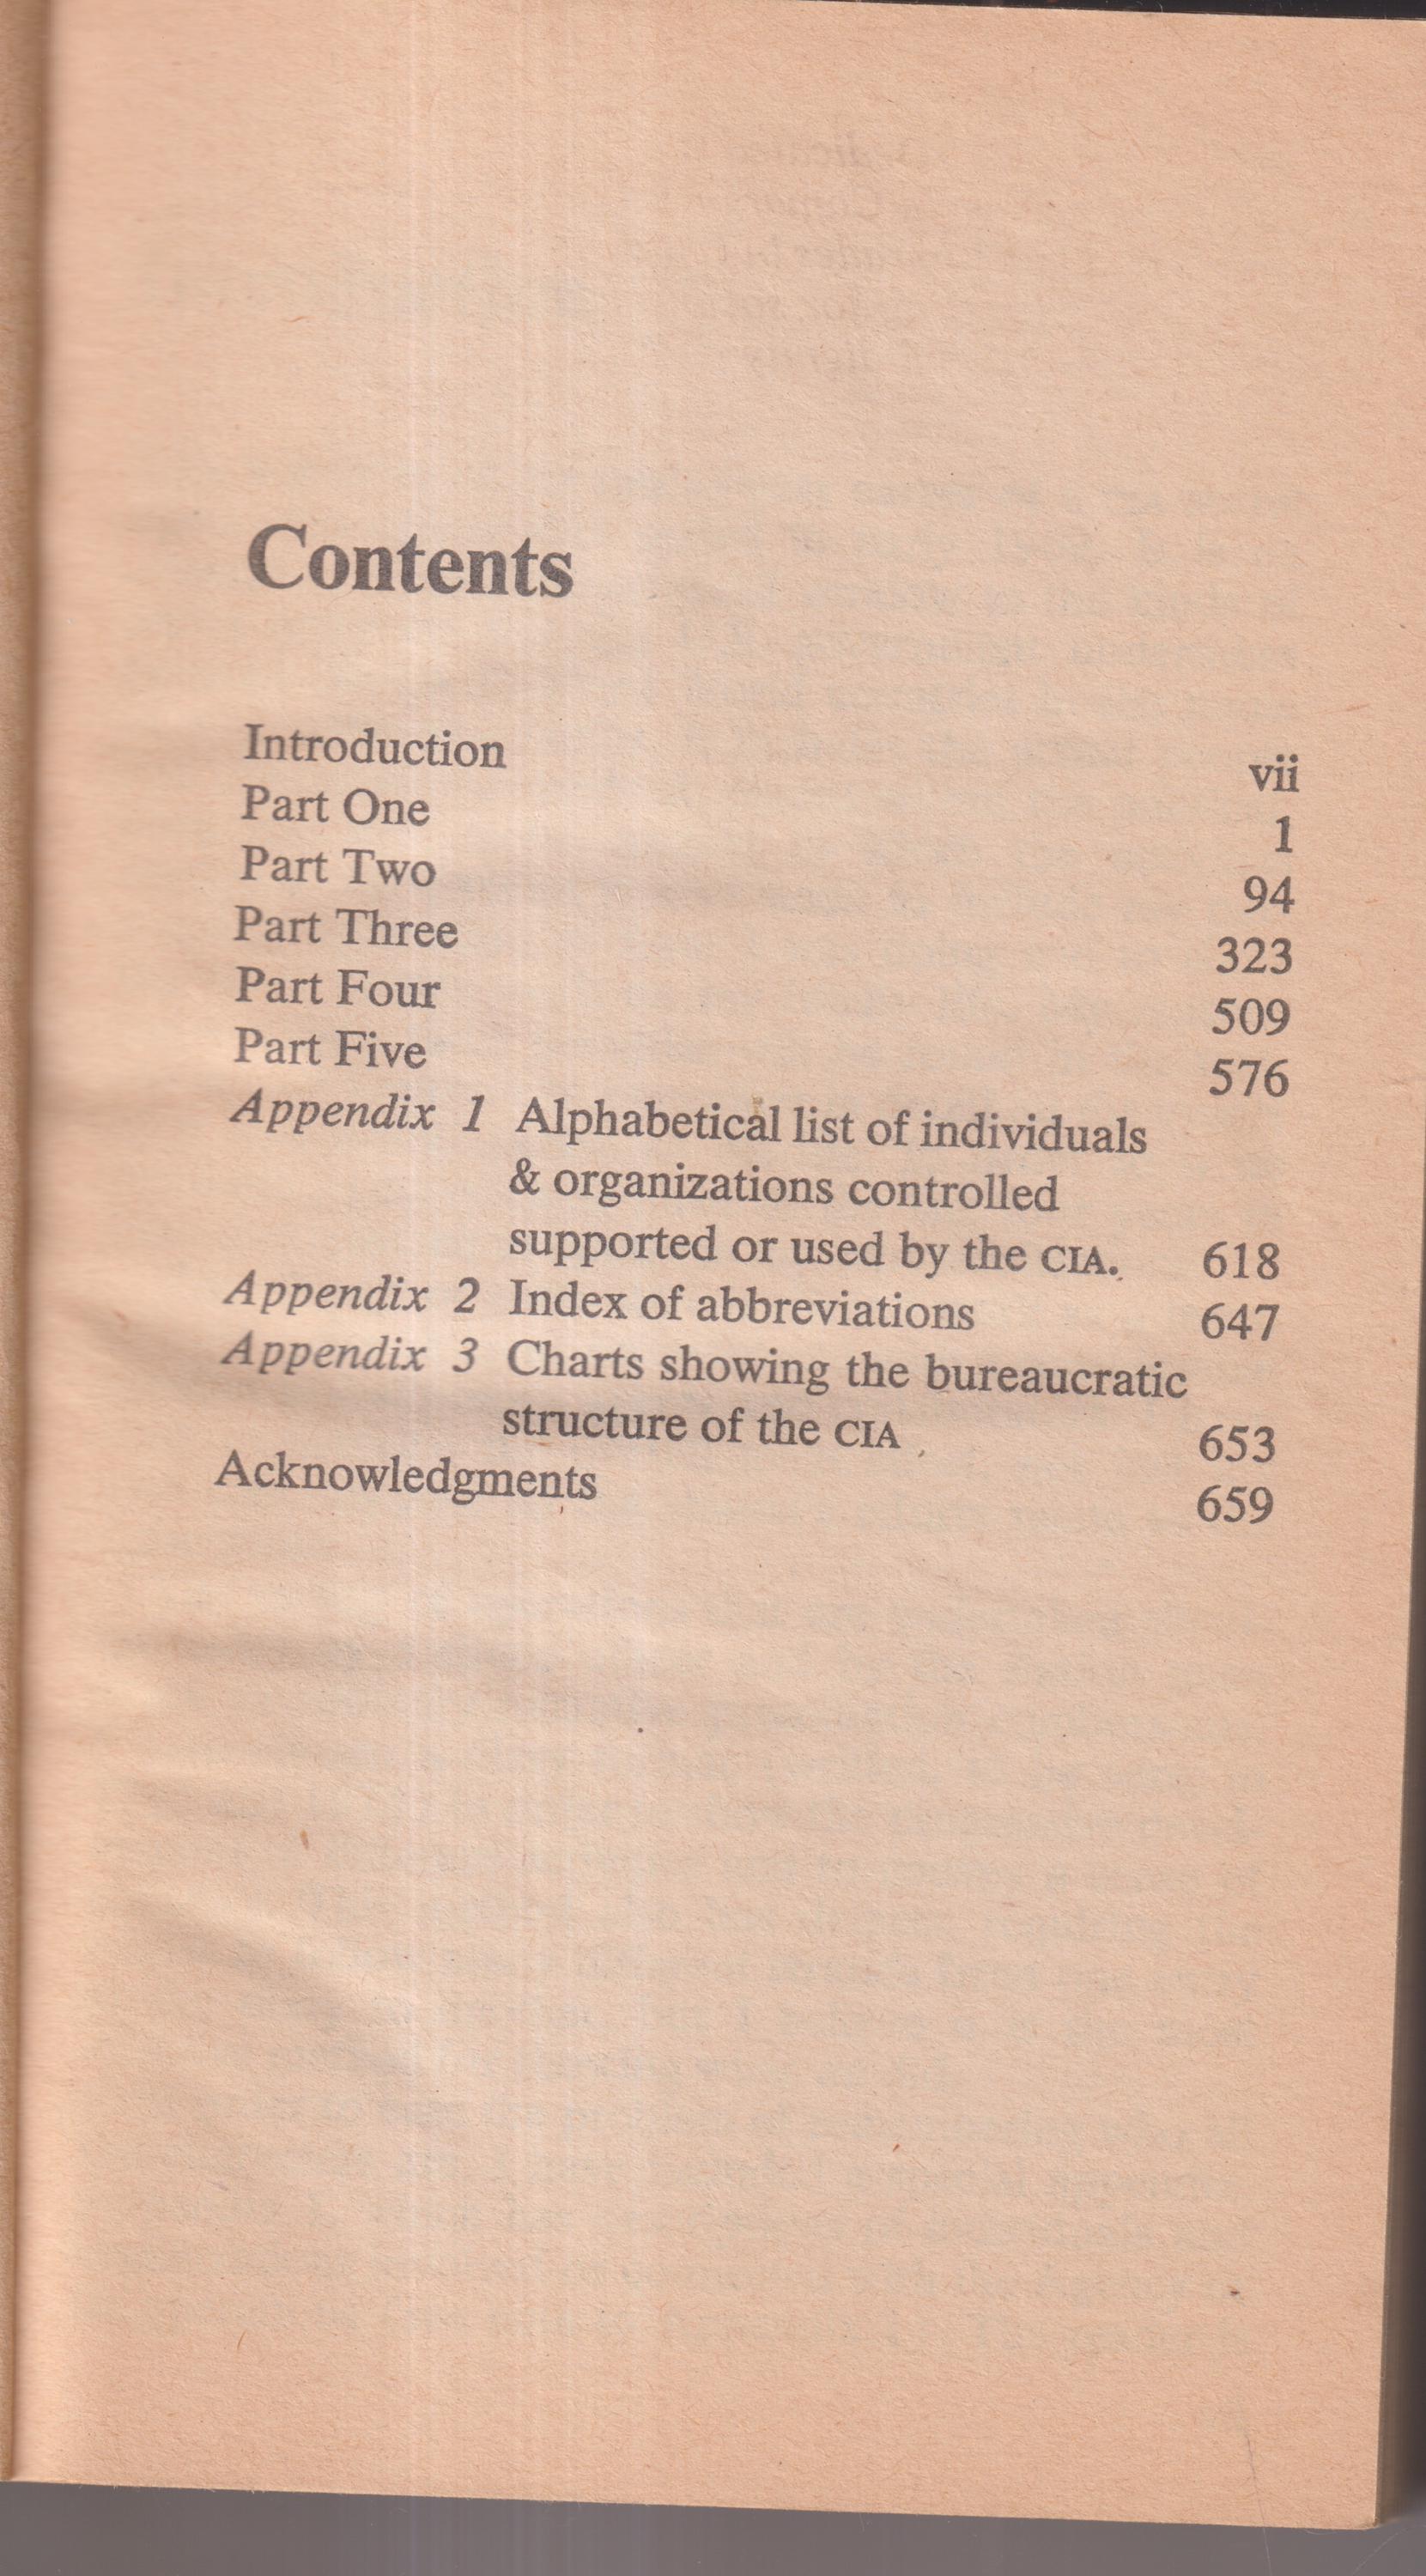 Contents
Introduction vii
Part One 1
Part Two 94
Part Three 323
Part Four 509
Part Five 576
Appendix 1 Alphabetical list of individuals
& organizations controlled
supported or used by the CIA. 618
Appendix 2 Index of abbreviations 647
Appendix 3 Charts showing the bureaucratic
structure of the CIA 653
Acknowledgments 659